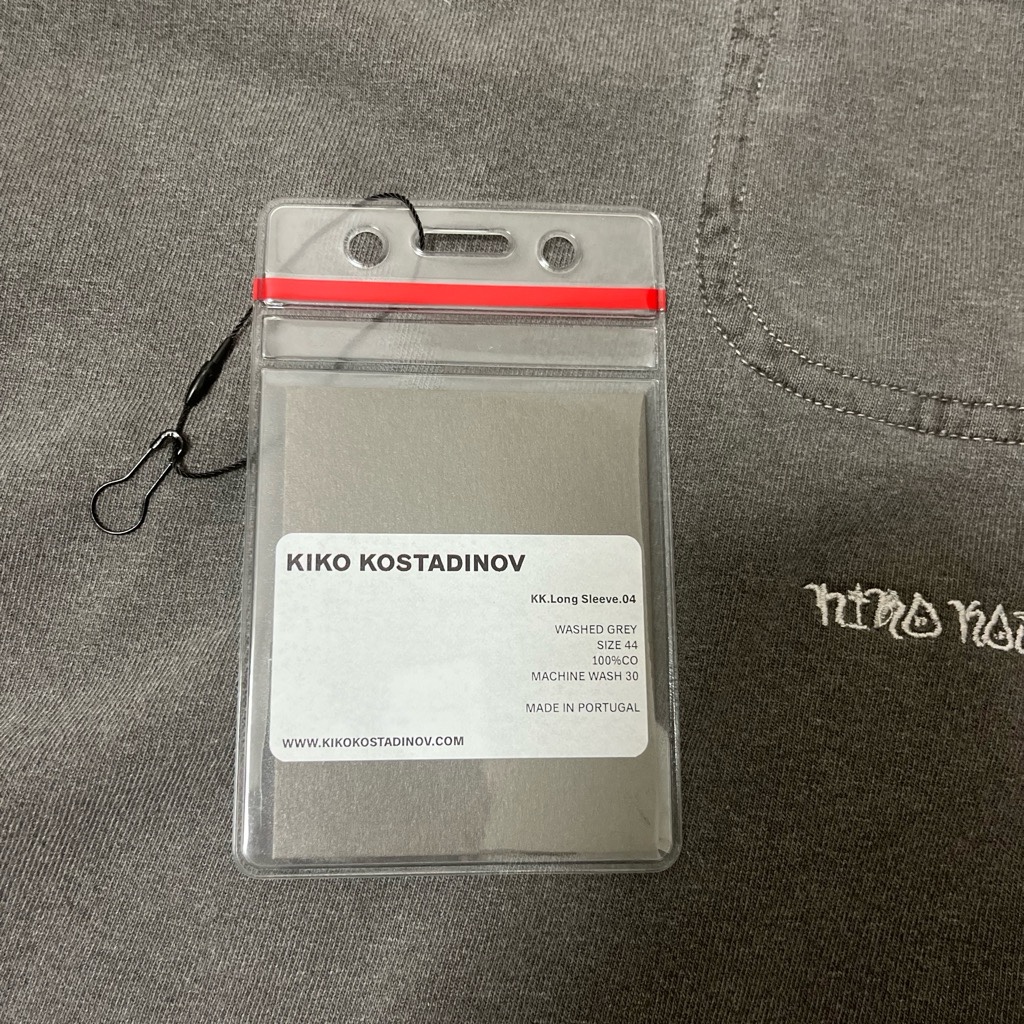 KIKO KOSTADINOV
KK.Long Sleeve.04
WASHED GREY
SIZE 44
100%CO
MACHINE WASH 30
MADE IN PORTUGAL
WWW.KIKOKOSTADINOV.COM